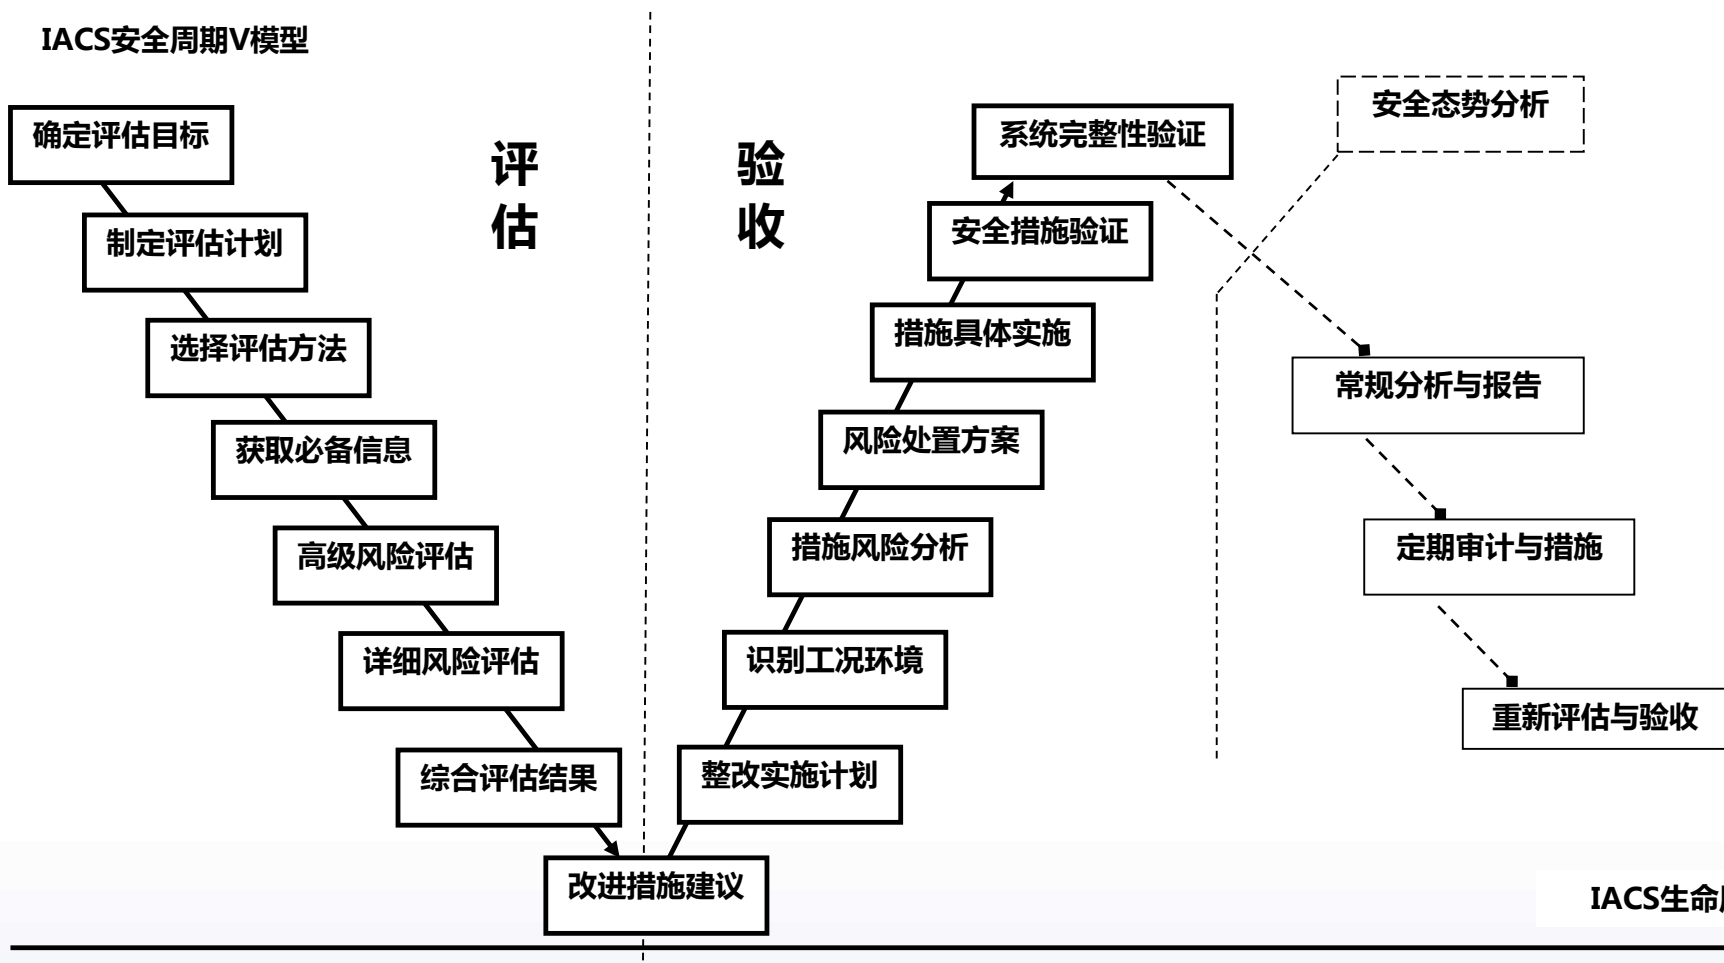 IACS安全周期V模型
确定评估目标
制定评估计划
选择评估方法
获取必备信息
高级风险评估
详细风险评估
综合评估结果
改进措施建议
评
估
验
收
系统完整性验证
安全措施验证
措施具体实施
风险处置方案
措施风险分析
识别工况环境
整改实施计划
安全态势分析
常规分析与报告
定期审计与措施
重新评估与验收
IACS生命